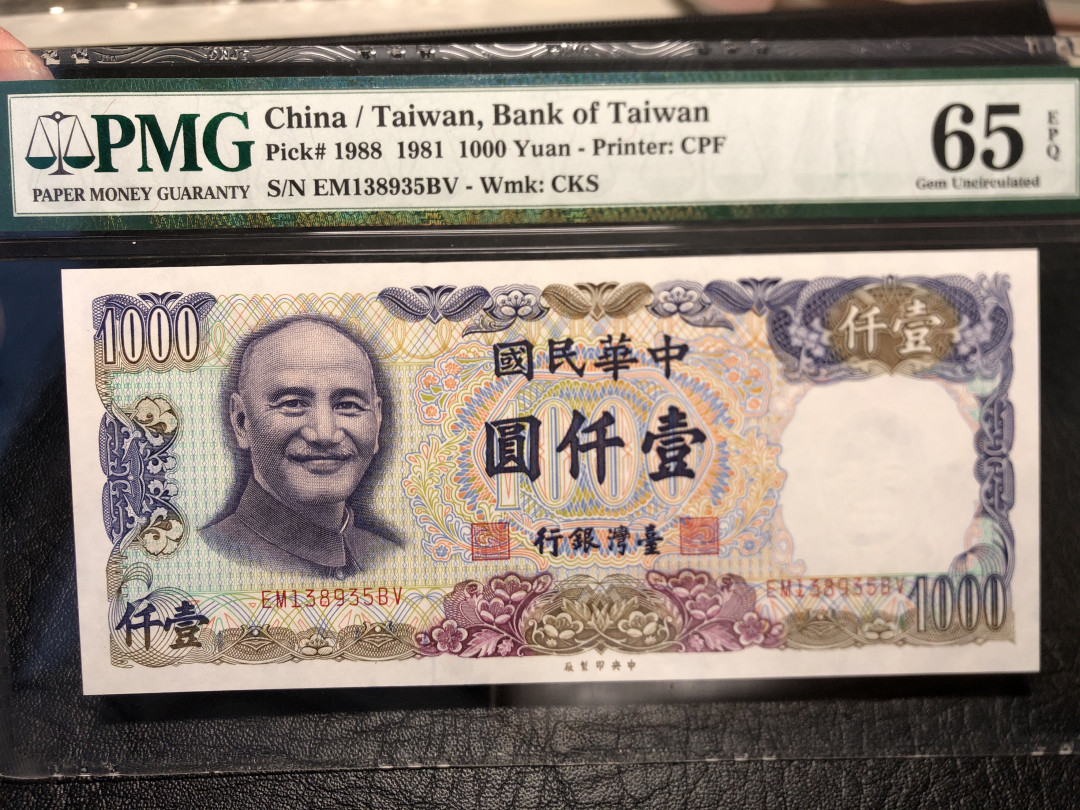 PMG
PAPER MONEY GUARANTY
China / Taiwan, Bank of Taiwan
Pick# 1988 1981 1000 Yuan - Printer: CPF
S/N EM138935BV - Wmk: CKS
65
EPQ
Gem Uncirculated
1000
仟壹
國民華中
圓仟壹
1000
行銀灣臺
EM138935BV
EM138935BV
仟壹
1000
廠製印央中